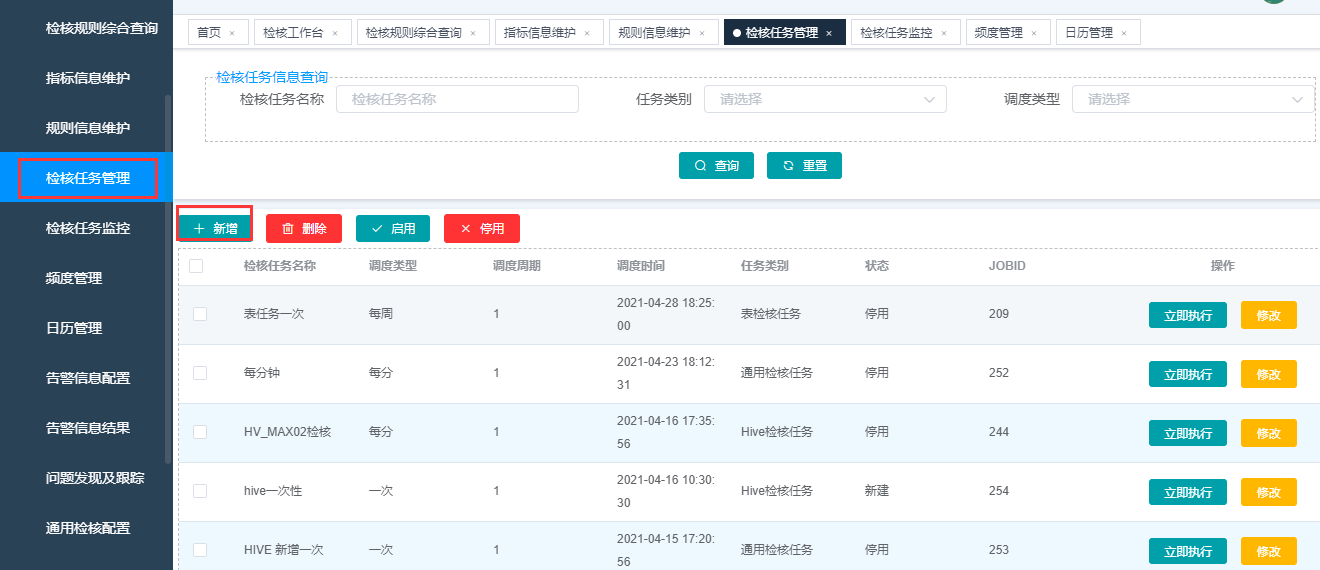 检核规则综合查询
指标信息维护
规则信息维护
检核任务管理
检核任务监控
频度管理
日历管理
告警信息配置
告警信息结果
问题发现及跟踪
通用检核配置
首页 × 检核工作台 × 检核规则综合查询 × 指标信息维护 × 规则信息维护 × 检核任务管理 × 检核任务监控 × 频度管理 × 日历管理 ×
检核任务信息查询
检核任务名称 检核任务名称 任务类别 请选择 调度类型 请选择
查询 重置
新增 删除 启用 停用
检核任务名称 调度类型 调度周期 调度时间 任务类别 状态 JOBID 操作
表任务一次 每周 1 2021-04-28 18:25:
00 表检核任务 停用 209 立即执行 修改
每分钟 每分 1 2021-04-23 18:12:
31 通用检核任务 停用 252 立即执行 修改
HV_MAX02检核 每分 1 2021-04-16 17:35:
56 Hive检核任务 停用 244 立即执行 修改
hive一次性 一次 1 2021-04-16 10:30:
30 Hive检核任务 新建 254 立即执行 修改
HIVE 新增一次 一次 1 2021-04-15 17:20:
56 通用检核任务 停用 253 立即执行 修改